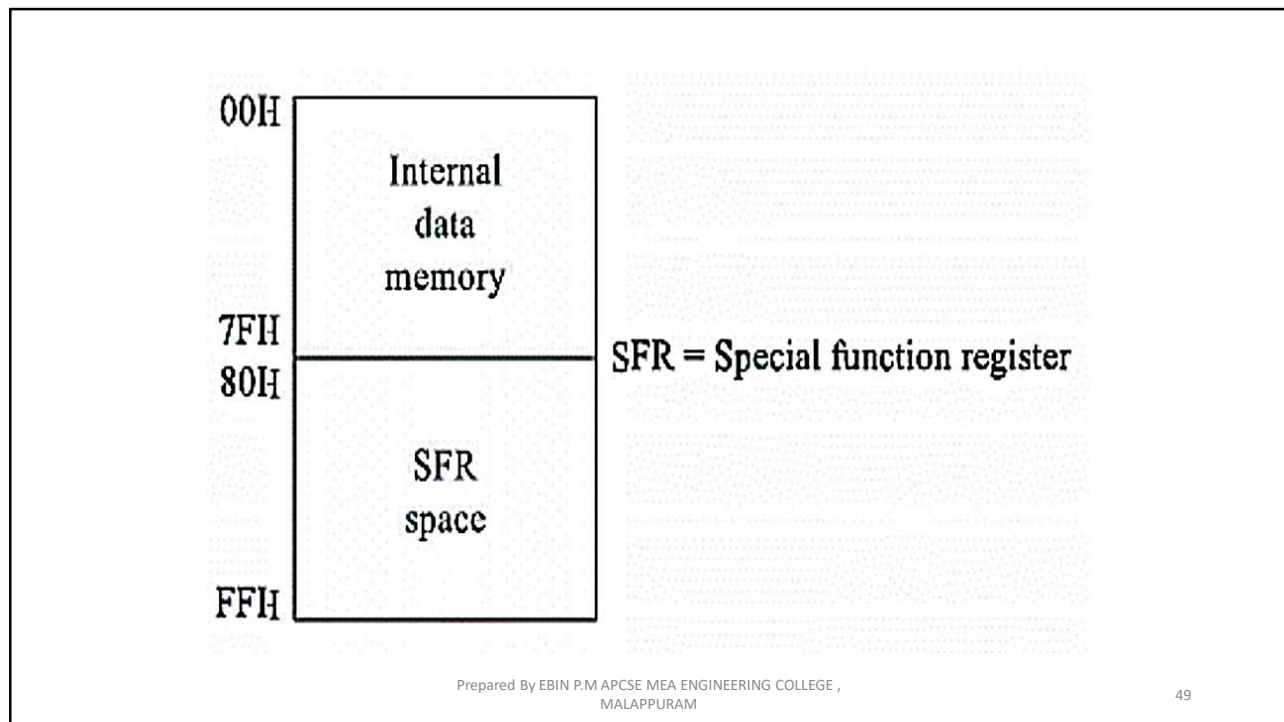 00H
Internal
data
memory
7FH
SFR = Special function register
80H
SFR
space
FFH
Prepared By EBIN P.M APCSE MEA ENGINEERING COLLEGE ,
MALAPPURAM
49